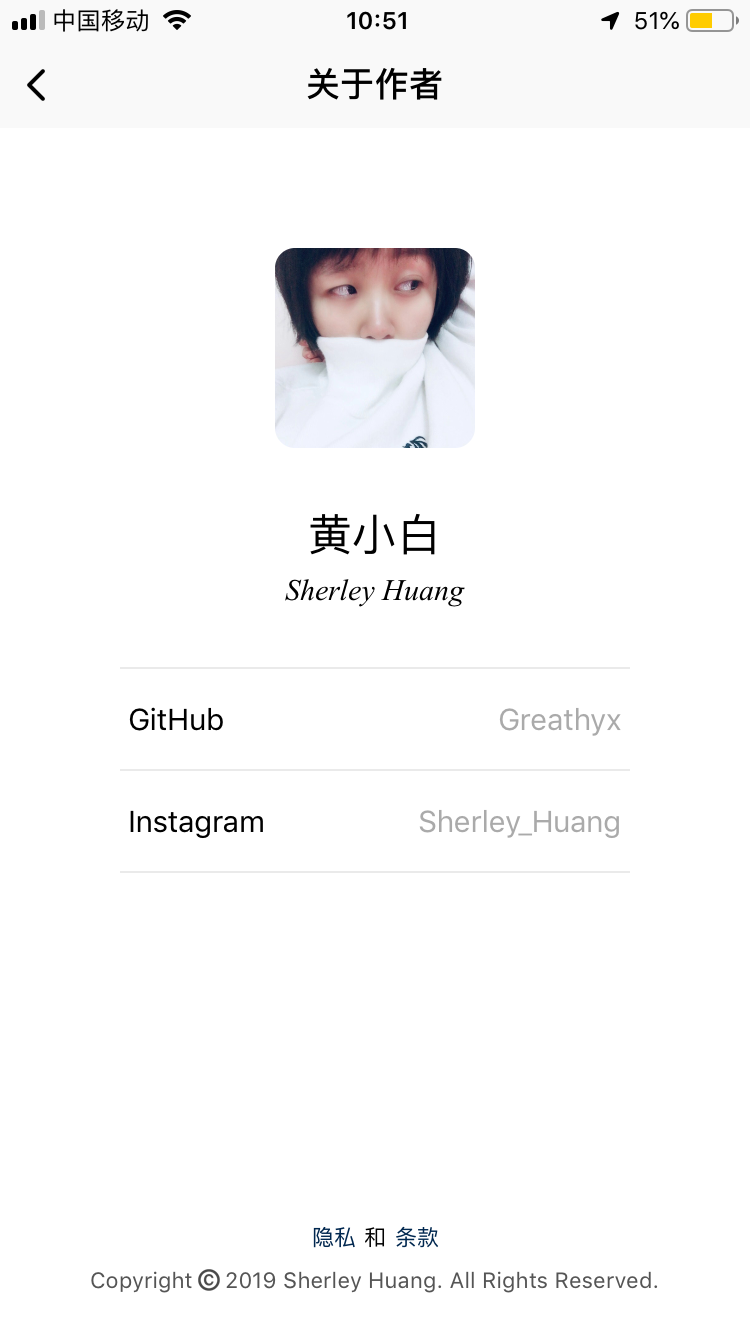 中国移动 10:51 51%
关于作者
黄小白
Sherley Huang
GitHub Greathyx
Instagram Sherley_Huang
隐私 和 条款
Copyright © 2019 Sherley Huang. All Rights Reserved.